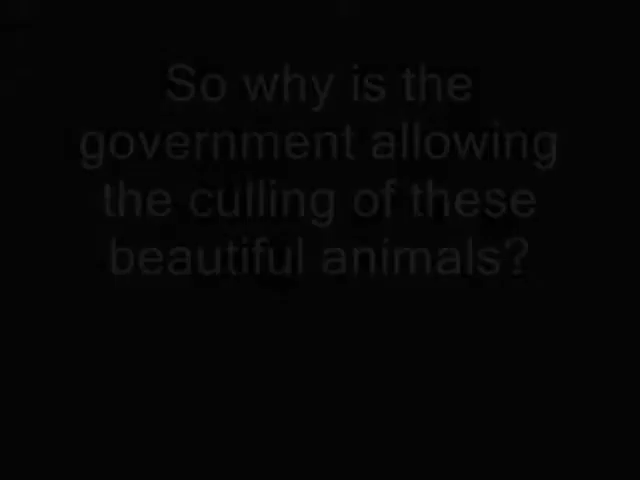 So why is the
government allowing
the culling of these
beautiful animals?